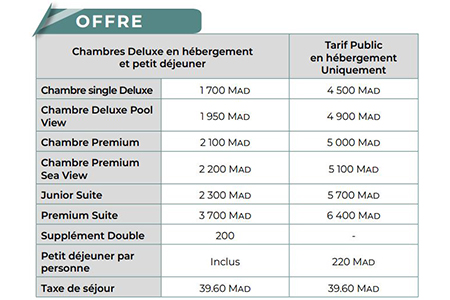 OFFRE
Chambres Deluxe en hébergement
et petit déjeuner
Tarif Public
en hébergement
Uniquement
Chambre single Deluxe 1 700 MAD 4 500 MAD
Chambre Deluxe Pool
View 1 950 MAD 4 900 MAD
Chambre Premium 2 100 MAD 5 000 MAD
Chambre Premium
Sea View 2 200 MAD 5 100 MAD
Junior Suite 2 300 MAD 5 700 MAD
Premium Suite 3 700 MAD 6 400 MAD
Supplément Double 200 -
Petit déjeuner par
personne Inclus 220 MAD
Taxe de séjour 39.60 MAD 39.60 MAD